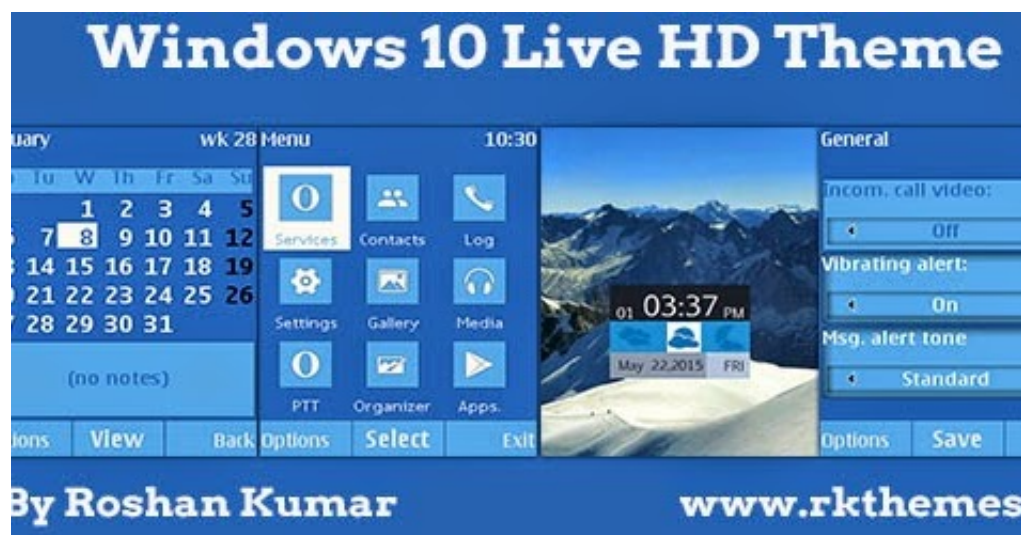 Windows 10 Live HD Theme
uary wk 28
Tu W Th Fr Sa Su
1 2 3 4 5
7 8 9 10 11 12
14 15 16 17 18 19
21 22 23 24 25 26
28 29 30 31
(no notes)
ions View Back
Menu 10:30
Services Contacts Log
Settings Gallery Media
PTT Organizer Apps.
Options Select Exit
01 03:37 PM
May 22,2015 FRI
General
Incom. call video:
Off
Vibrating alert:
On
Msg. alert tone
Standard
Options Save
By Roshan Kumar
www.rkthemes